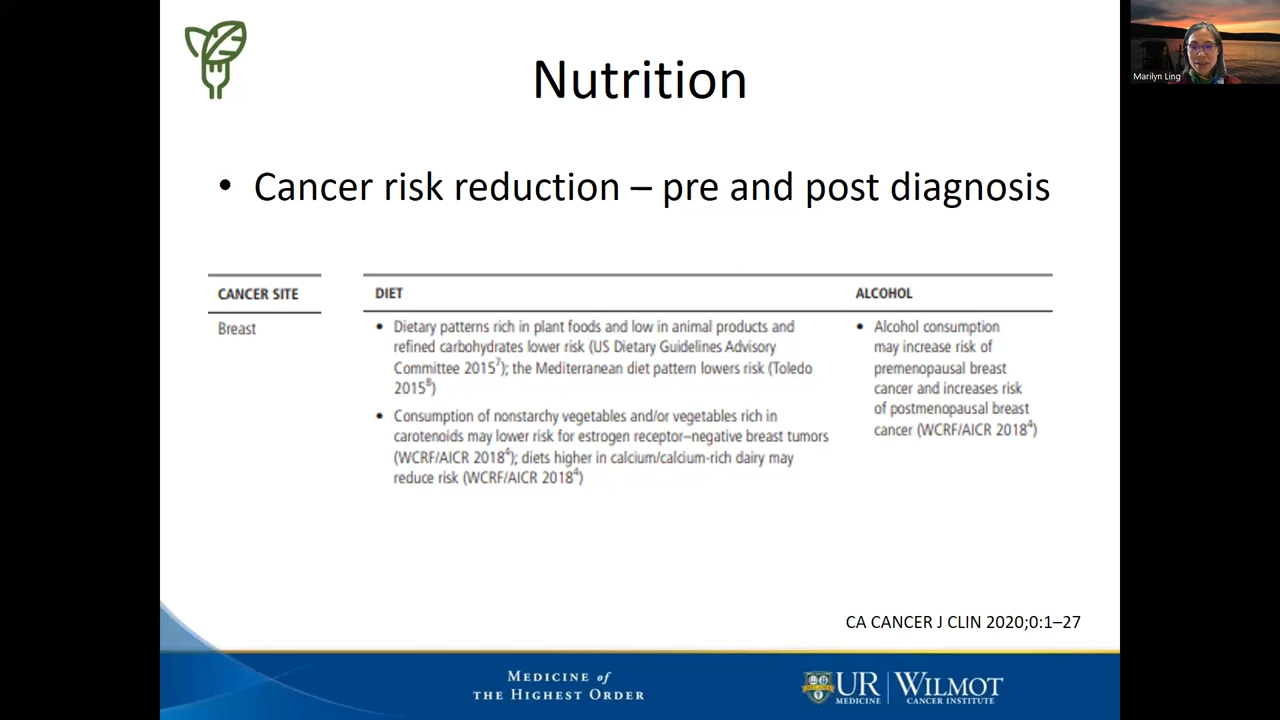 Nutrition
Marilyn Ling
• Cancer risk reduction – pre and post diagnosis
CANCER SITE
Breast
DIET
• Dietary patterns rich in plant foods and low in animal products and
refined carbohydrates lower risk (US Dietary Guidelines Advisory
Committee 2015⁷); the Mediterranean diet pattern lowers risk (Toledo
2015⁸)
• Consumption of nonstarchy vegetables and/or vegetables rich in
carotenoids may lower risk for estrogen receptor–negative breast tumors
(WCRF/AICR 2018⁴); diets higher in calcium/calcium-rich dairy may
reduce risk (WCRF/AICR 2018⁴)
ALCOHOL
• Alcohol consumption
may increase risk of
premenopausal breast
cancer and increases risk
of postmenopausal breast
cancer (WCRF/AICR 2018⁴)
CA CANCER J CLIN 2020;0:1–27
MEDICINE of
THE HIGHEST ORDER
UR
MEDICINE
WILMOT
CANCER INSTITUTE